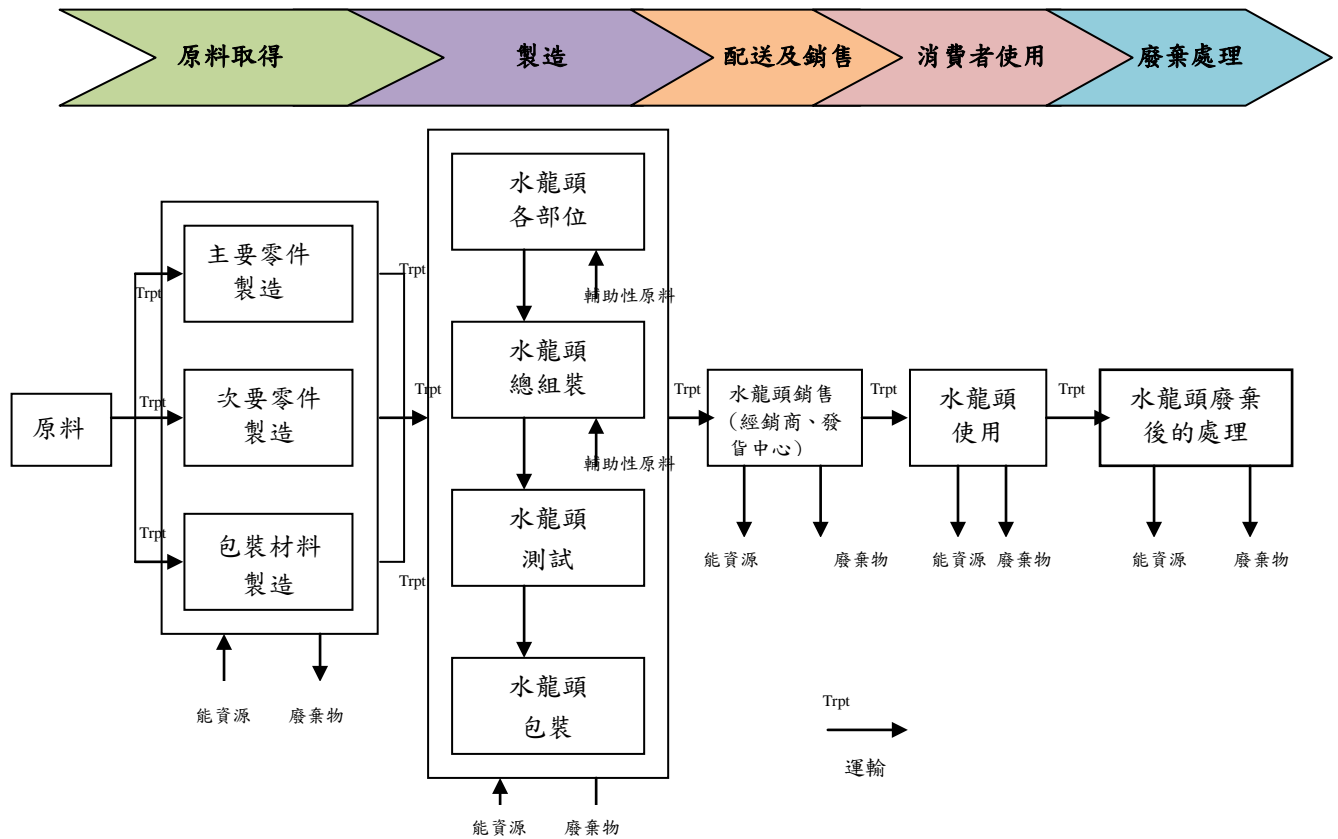 原料取得
製造
配送及銷售
消費者使用
廢棄處理
原料
Trpt
Trpt
Trpt
主要零件
製造
次要零件
製造
包裝材料
製造
能資源
廢棄物
Trpt
Trpt
Trpt
水龍頭
各部位
輔助性原料
水龍頭
總組裝
輔助性原料
水龍頭
測試
水龍頭
包裝
能資源
廢棄物
Trpt
水龍頭銷售
(經銷商、發
貨中心)
能資源
廢棄物
Trpt
水龍頭
使用
能資源
廢棄物
Trpt
水龍頭廢棄
後的處理
能資源
廢棄物
Trpt
運輸